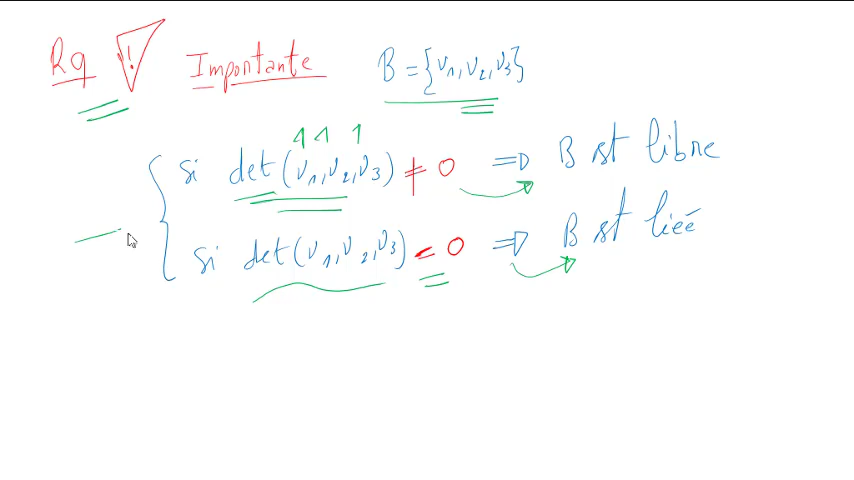 Rq ! Importante B = {v1, v2, v3}
si det(v1, v2, v3) ≠ 0 ⇒ B est libre
si det(v1, v2, v3) = 0 ⇒ B est liée